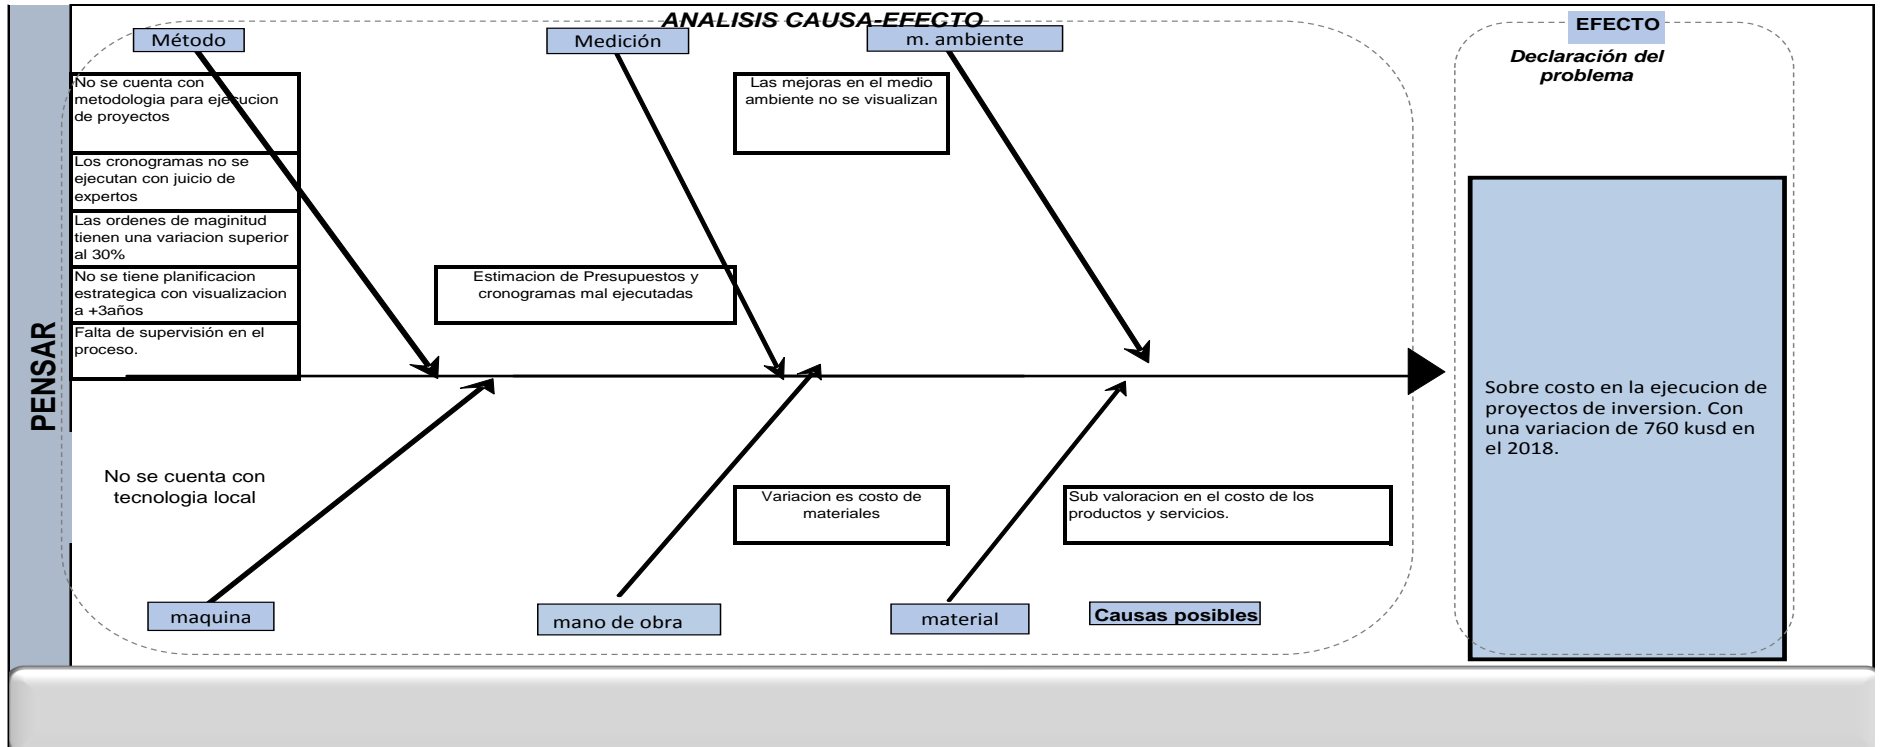 ANALISIS CAUSA-EFECTO
Método
Medición
m. ambiente
EFECTO
Declaración del
problema
No se cuenta con
metodologia para ejecucion
de proyectos
Los cronogramas no se
ejecutan con juicio de
expertos
Las ordenes de maginitud
tienen una variacion superior
al 30%
No se tiene planificacion
estrategica con visualizacion
a +3años
Falta de supervisión en el
proceso.
Estimacion de Presupuestos y
cronogramas mal ejecutadas
Las mejoras en el medio
ambiente no se visualizan
PENSAR
Sobre costo en la ejecucion de
proyectos de inversion. Con
una variacion de 760 kusd en
el 2018.
No se cuenta con
tecnologia local
Variacion es costo de
materiales
Sub valoracion en el costo de los
productos y servicios.
maquina
mano de obra
material
Causas posibles